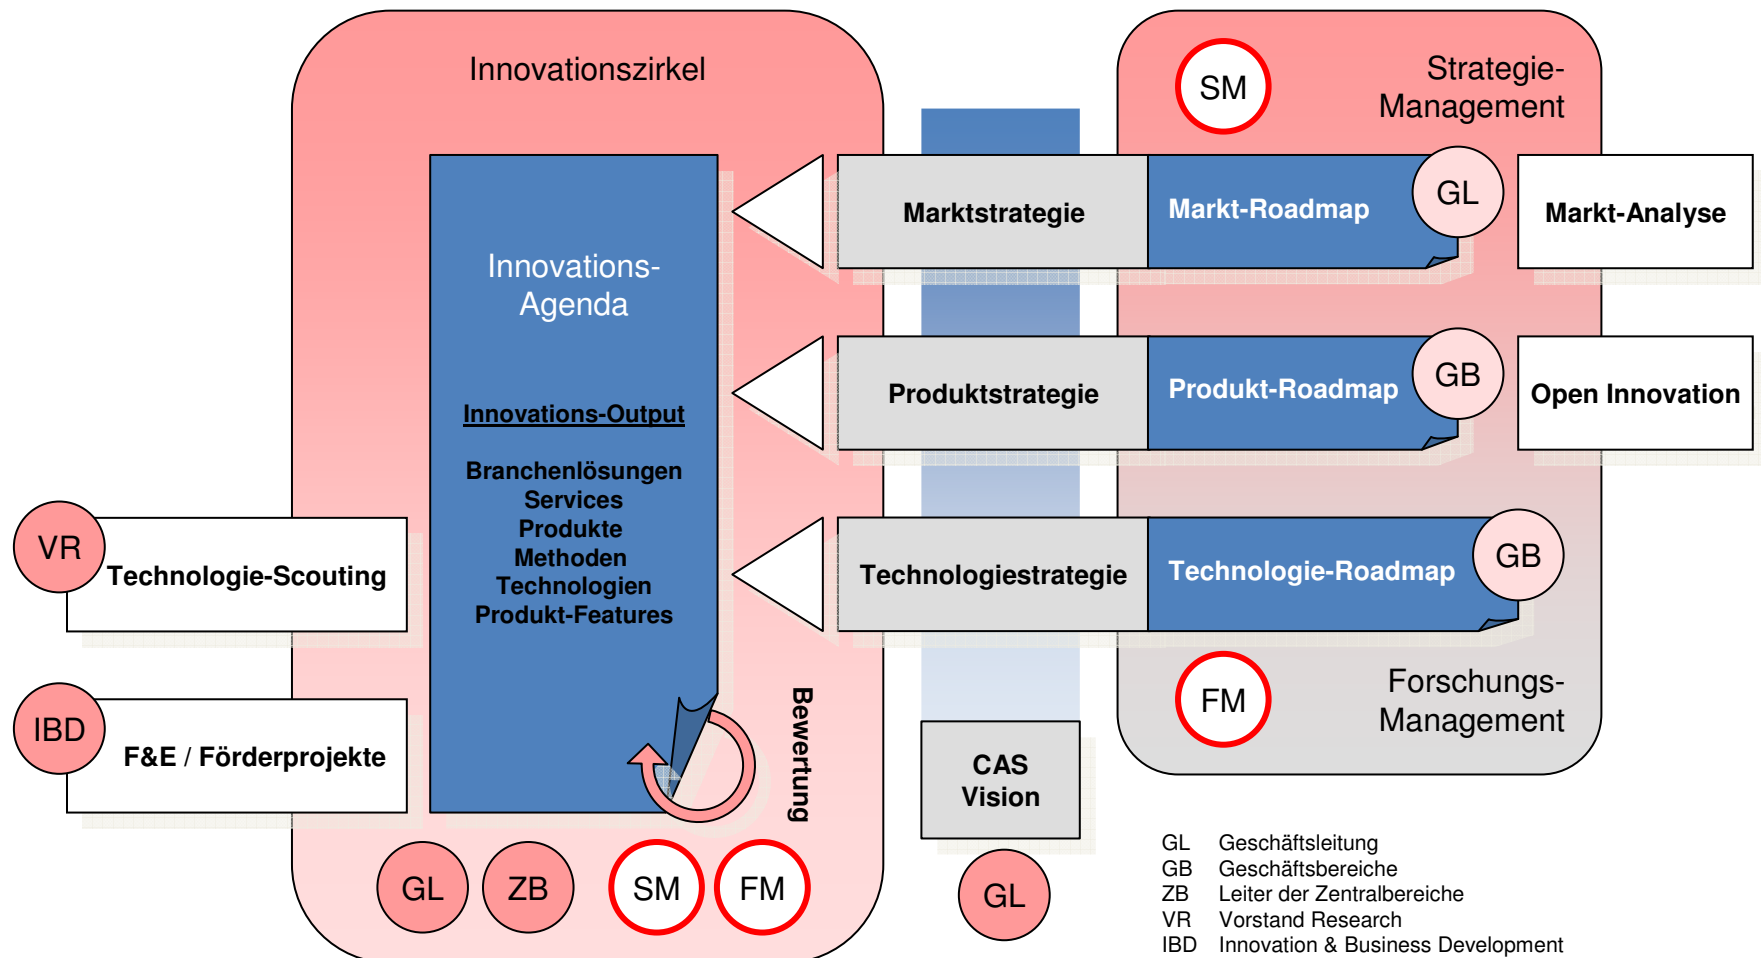 Innovationszirkel
Innovations-
Agenda
Innovations-Output
Branchenlösungen
Services
Produkte
Methoden
Technologien
Produkt-Features
Bewertung
VR
Technologie-Scouting
IBD
F&E / Förderprojekte
GL
ZB
SM
FM
Marktstrategie
Produktstrategie
Technologiestrategie
CAS
Vision
GL
SM
Strategie-
Management
Markt-Roadmap
GL
Markt-Analyse
Produkt-Roadmap
GB
Open Innovation
Technologie-Roadmap
GB
FM
Forschungs-
Management
GL Geschäftsleitung
GB Geschäftsbereiche
ZB Leiter der Zentralbereiche
VR Vorstand Research
IBD Innovation & Business Development